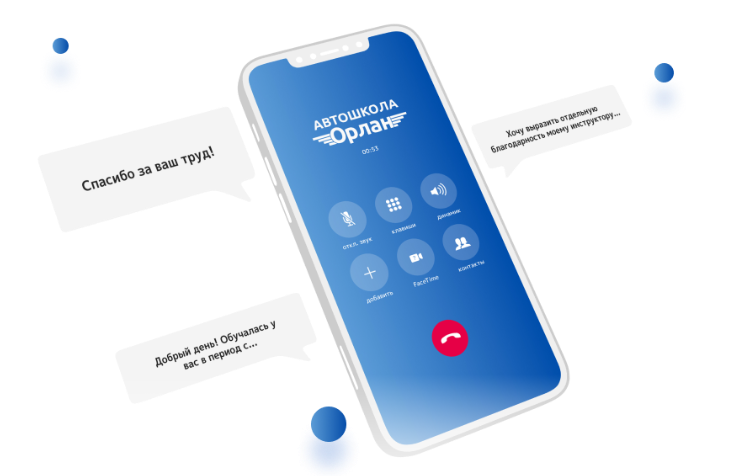 Спасибо за ваш труд!
АВТОШКОЛА
Орлан
00:53
откл. звук
клавиши
динамик
добавить
FaceTime
контакты
Хочу выразить отдельную
благодарность моему инструктору...
Добрый день! Обучалась у
вас в период с...